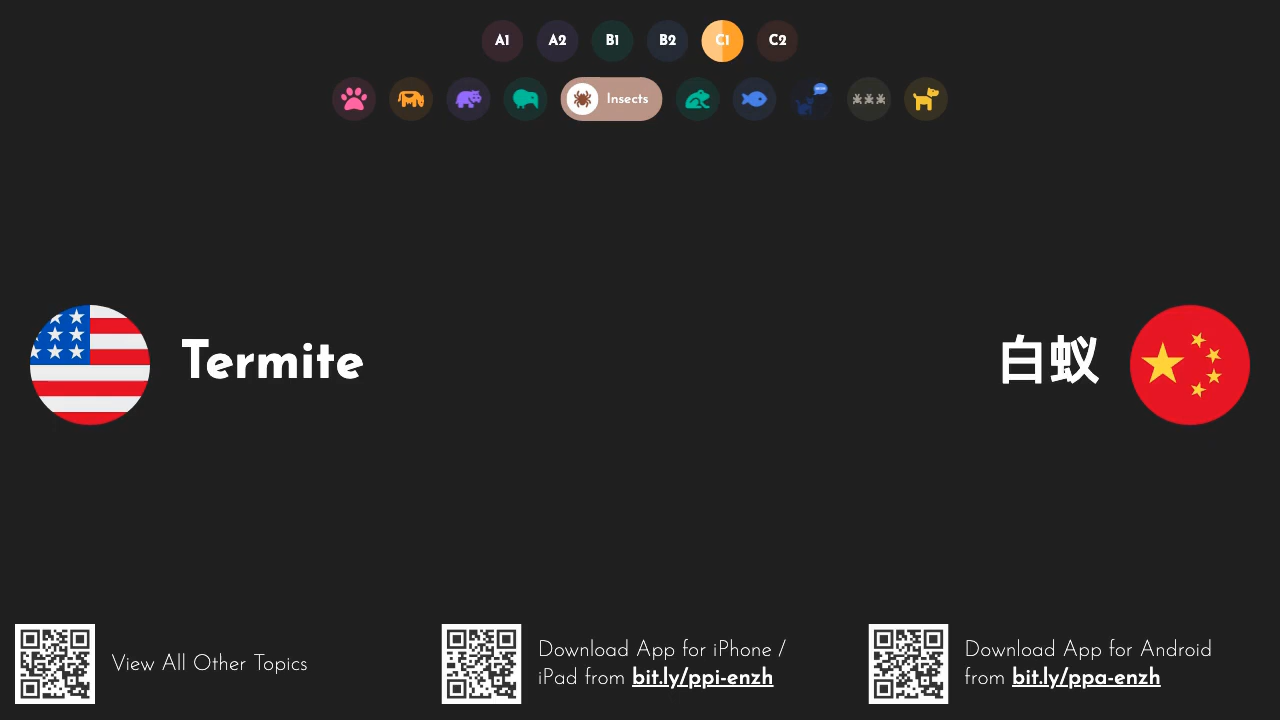 A1 A2 B1 B2 C1 C2
Insects
Termite
白蚁
View All Other Topics
Download App for iPhone /
iPad from bit.ly/ppi-enzh
Download App for Android
from bit.ly/ppa-enzh